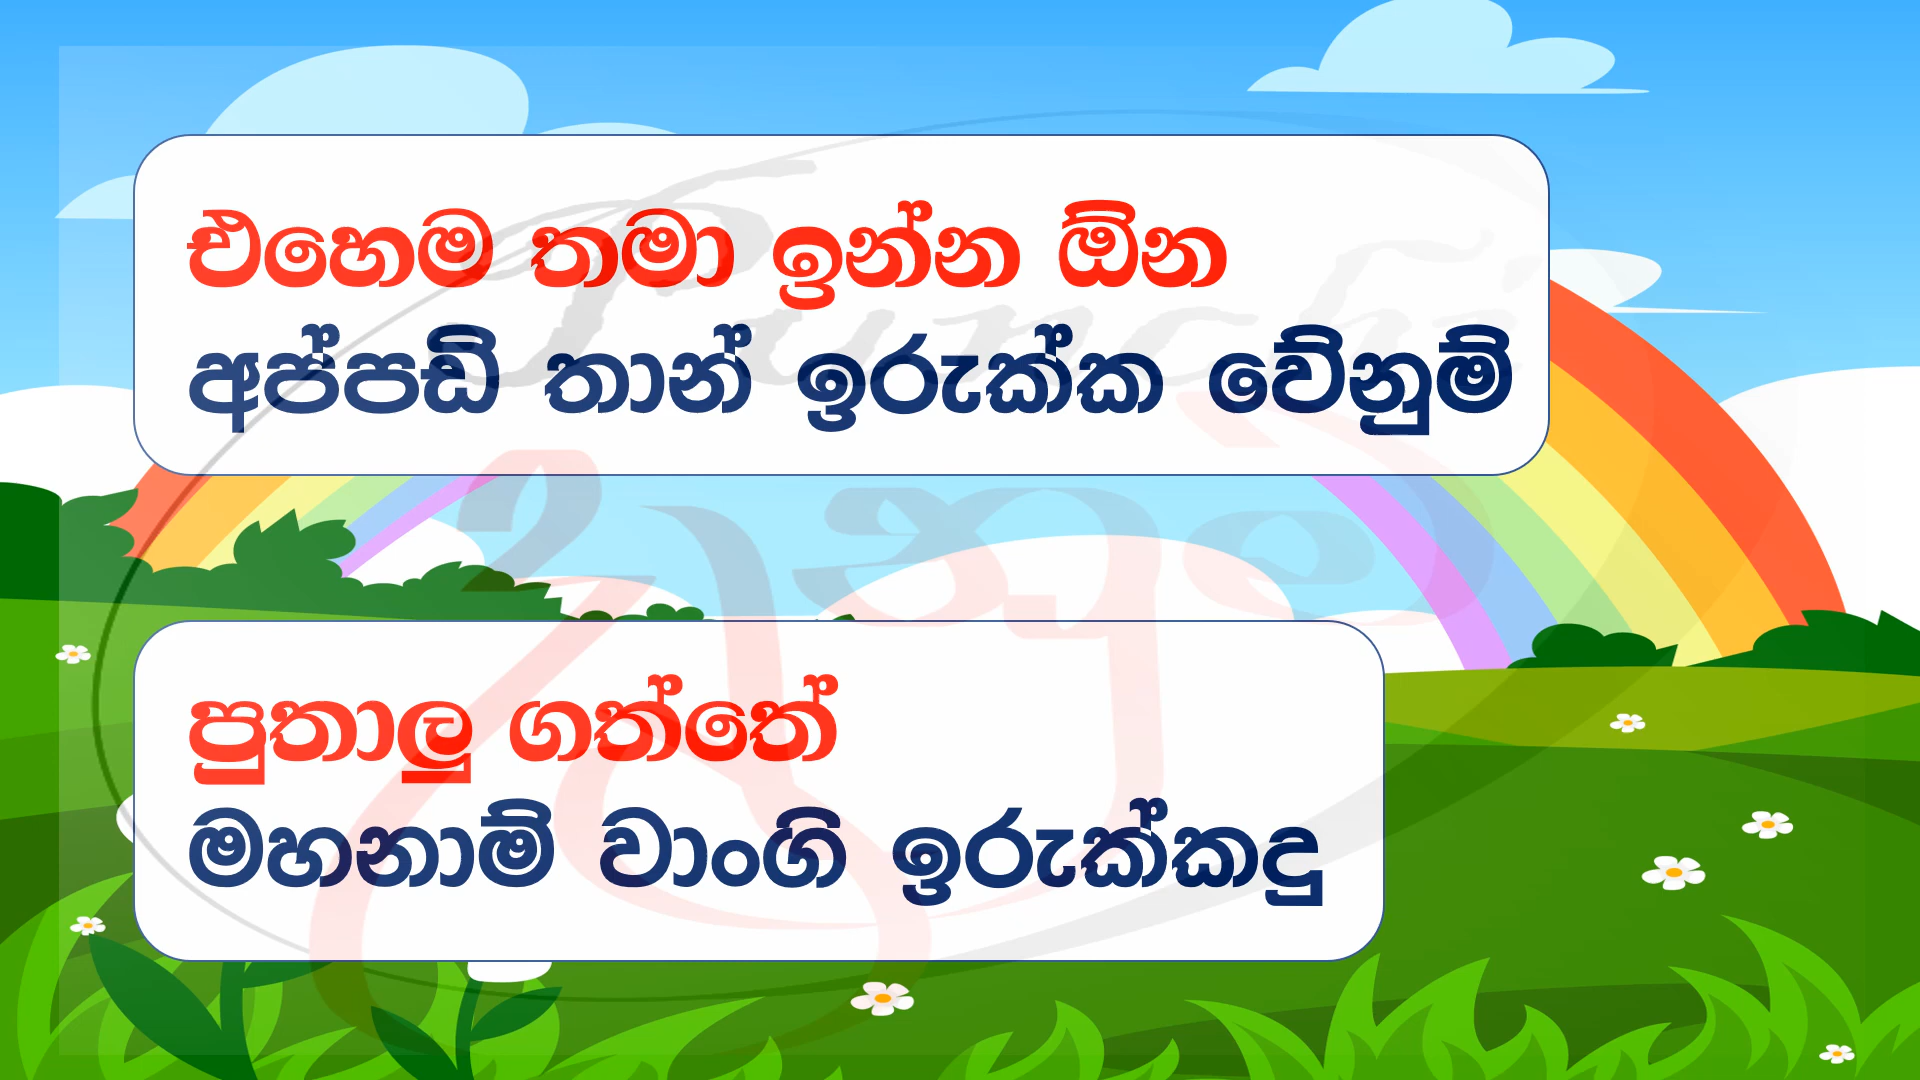 එහෙම තමා ඉන්න ඕන
අප්පඩි තාන් ඉරුක්ක වේනුම්
පුතාලු ගත්තේ
මහනාම් වාංගි ඉරුක්කදු